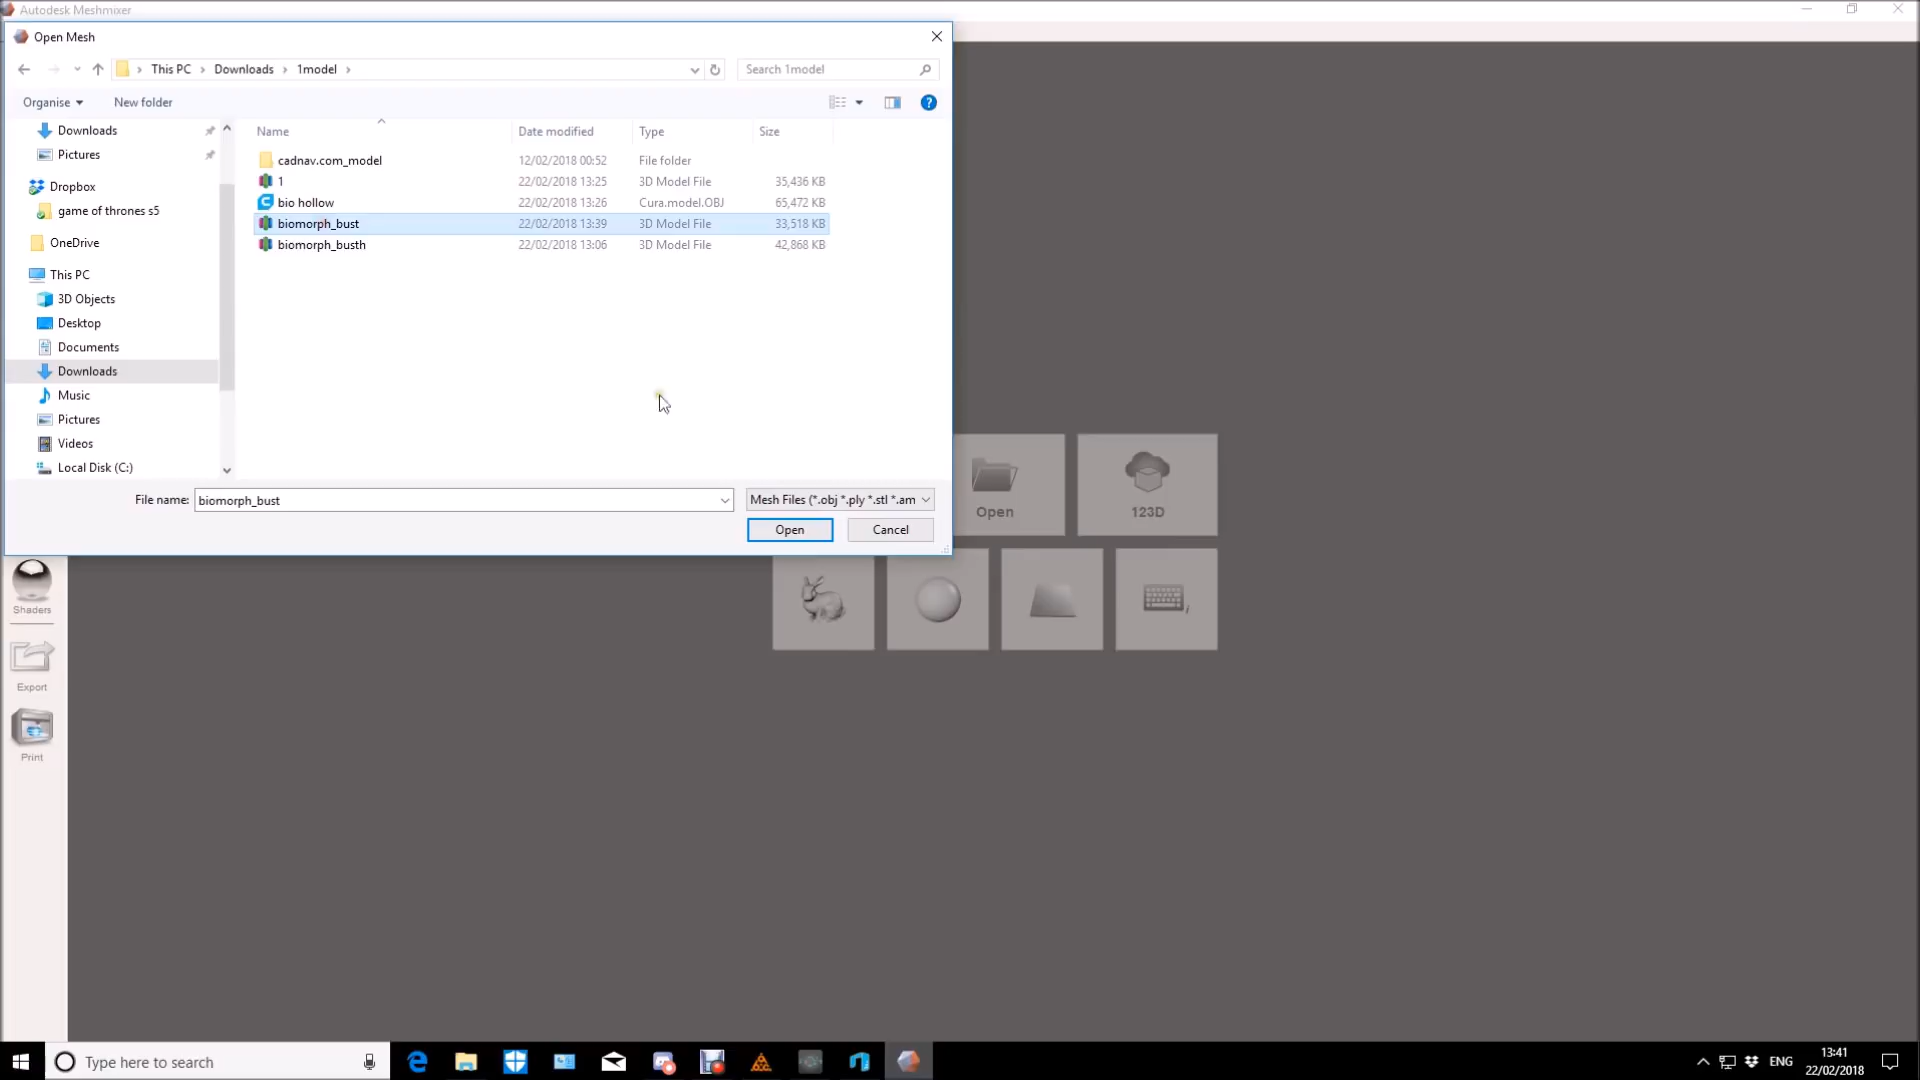 Autodesk Meshmixer
Open Mesh
This PC Downloads 1model
Search 1model
Organise New folder
Downloads
Pictures
Dropbox
game of thrones s5
OneDrive
This PC
3D Objects
Desktop
Documents
Downloads
Music
Pictures
Videos
Local Disk (C:)
Name Date modified Type Size
cadnav.com_model 12/02/2018 00:52 File folder
1 22/02/2018 13:25 3D Model File 35,436 KB
bio hollow 22/02/2018 13:26 Cura.model.OBJ 65,472 KB
biomorph_bust 22/02/2018 13:39 3D Model File 33,518 KB
biomorph_busth 22/02/2018 13:06 3D Model File 42,868 KB
File name: biomorph_bust Mesh Files (*.obj *.ply *.stl *.am
Open Cancel
Open 123D
Shaders
Export
Print
Type here to search
ENG
13:41
22/02/2018